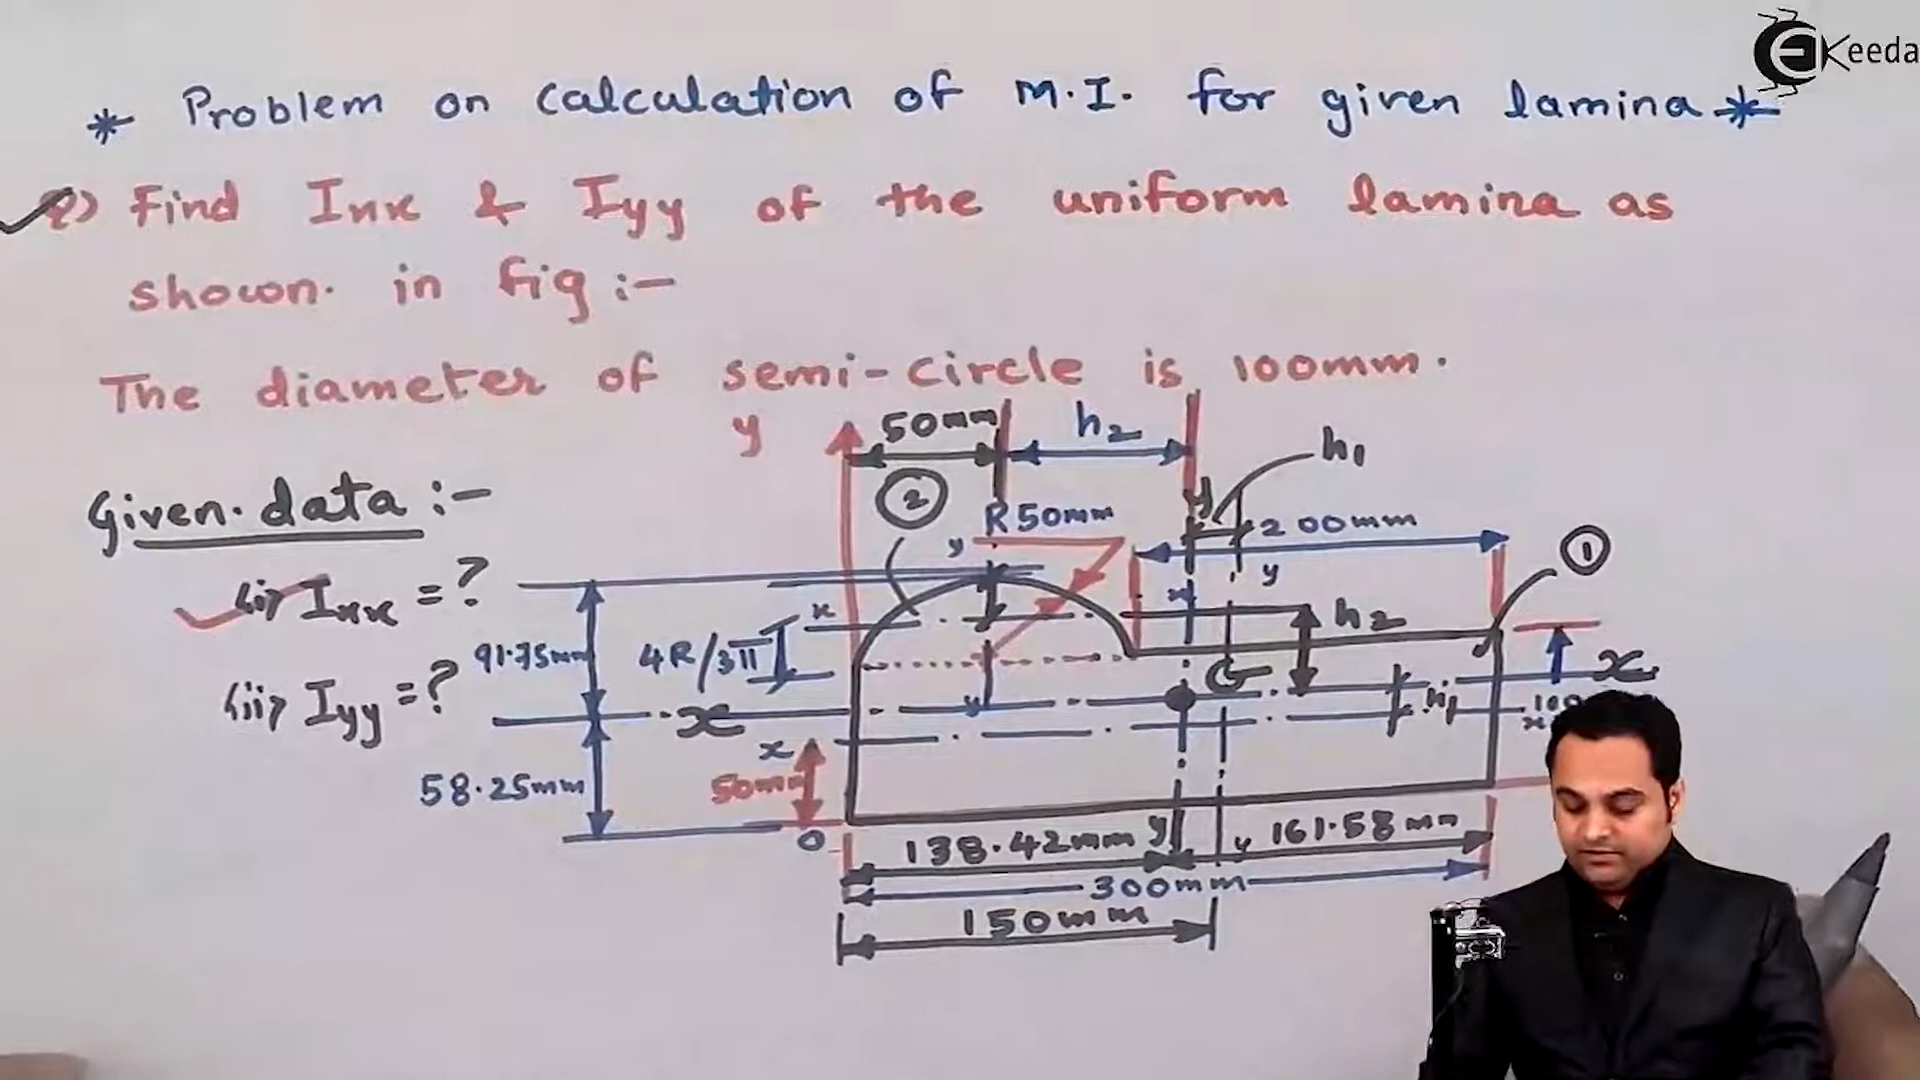 EKeeda
* Problem on calculation of M.I. for given lamina *
Q) Find Ixx & Iyy of the uniform lamina as
shown. in fig :-
The diameter of semi-circle is 100mm.
Given. data :-
(i) Ixx = ?
(ii) Iyy = ?
y
50mm
h2
h1
2
R50mm
y
y
200mm
1
y
x
x
h2
91.75mm
4R/3π
G
x
h1
x
y
x
58.25mm
50mm
o
138.42mm
y
y
161.58mm
300mm
150mm